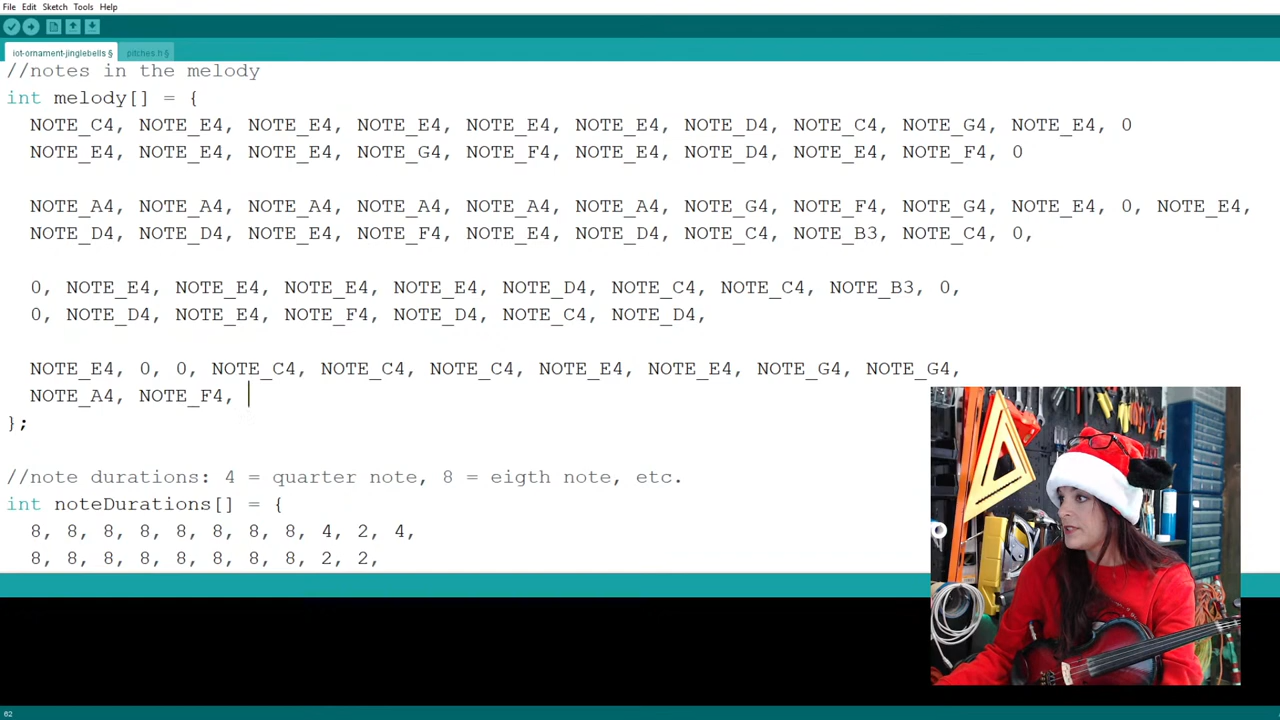 File Edit Sketch Tools Help
iot-ornament-jinglebells § pitches.h §
//notes in the melody
int melody[] = {
NOTE_C4, NOTE_E4, NOTE_E4, NOTE_E4, NOTE_E4, NOTE_E4, NOTE_D4, NOTE_C4, NOTE_G4, NOTE_E4, 0
NOTE_E4, NOTE_E4, NOTE_E4, NOTE_G4, NOTE_F4, NOTE_E4, NOTE_D4, NOTE_E4, NOTE_F4, 0
NOTE_A4, NOTE_A4, NOTE_A4, NOTE_A4, NOTE_A4, NOTE_A4, NOTE_G4, NOTE_F4, NOTE_G4, NOTE_E4, 0, NOTE_E4,
NOTE_D4, NOTE_D4, NOTE_E4, NOTE_F4, NOTE_E4, NOTE_D4, NOTE_C4, NOTE_B3, NOTE_C4, 0,
0, NOTE_E4, NOTE_E4, NOTE_E4, NOTE_E4, NOTE_D4, NOTE_C4, NOTE_C4, NOTE_B3, 0,
0, NOTE_D4, NOTE_E4, NOTE_F4, NOTE_D4, NOTE_C4, NOTE_D4,
NOTE_E4, 0, 0, NOTE_C4, NOTE_C4, NOTE_C4, NOTE_E4, NOTE_E4, NOTE_G4, NOTE_G4,
NOTE_A4, NOTE_F4,
};
//note durations: 4 = quarter note, 8 = eigth note, etc.
int noteDurations[] = {
8, 8, 8, 8, 8, 8, 8, 8, 4, 2, 4,
8, 8, 8, 8, 8, 8, 8, 8, 2, 2,
62